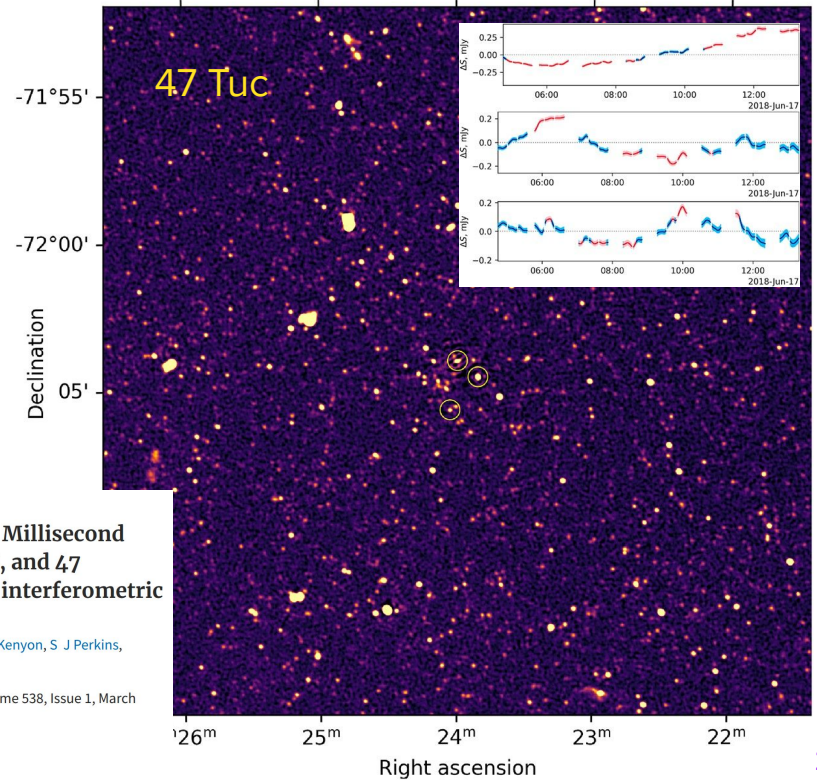 47 Tuc
-71°55'
-72°00'
05'
Declination
ΔS, mJy
0.25
0.00
−0.25
06:00 08:00 10:00 12:00
2018-Jun-17
ΔS, mJy
0.2
0.0
−0.2
06:00 08:00 10:00 12:00
2018-Jun-17
ΔS, mJy
0.2
0.0
−0.2
06:00 08:00 10:00 12:00
2018-Jun-17
Millisecond
, and 47
interferometric
Kenyon, S J Perkins,
me 538, Issue 1, March
26ᵐ 25ᵐ 24ᵐ 23ᵐ 22ᵐ
Right ascension